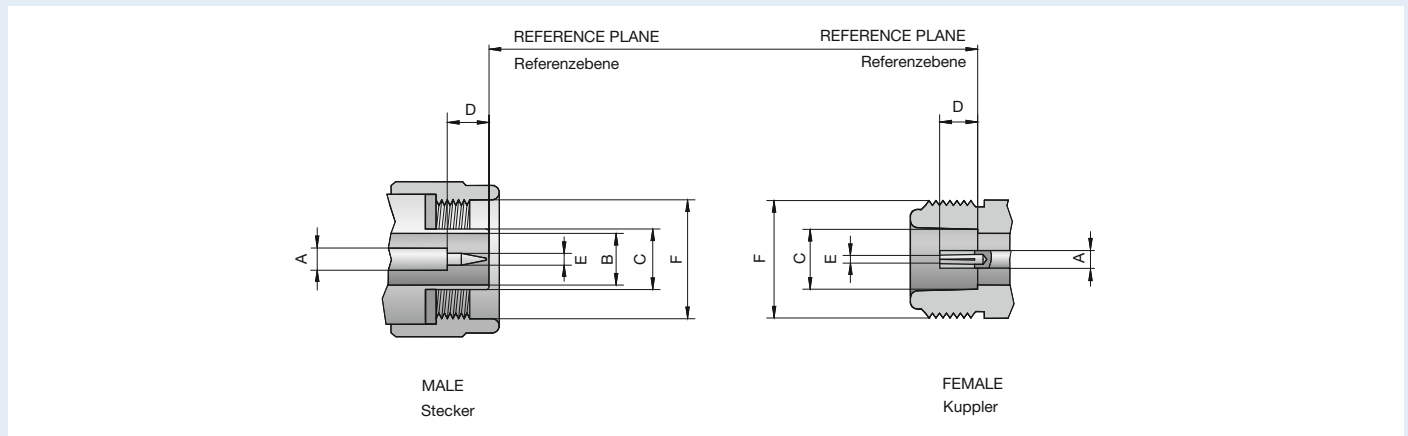 REFERENCE PLANE
Referenzebene
REFERENCE PLANE
Referenzebene
D
D
A
E
B
C
F
F
C
E
A
MALE
Stecker
FEMALE
Kuppler